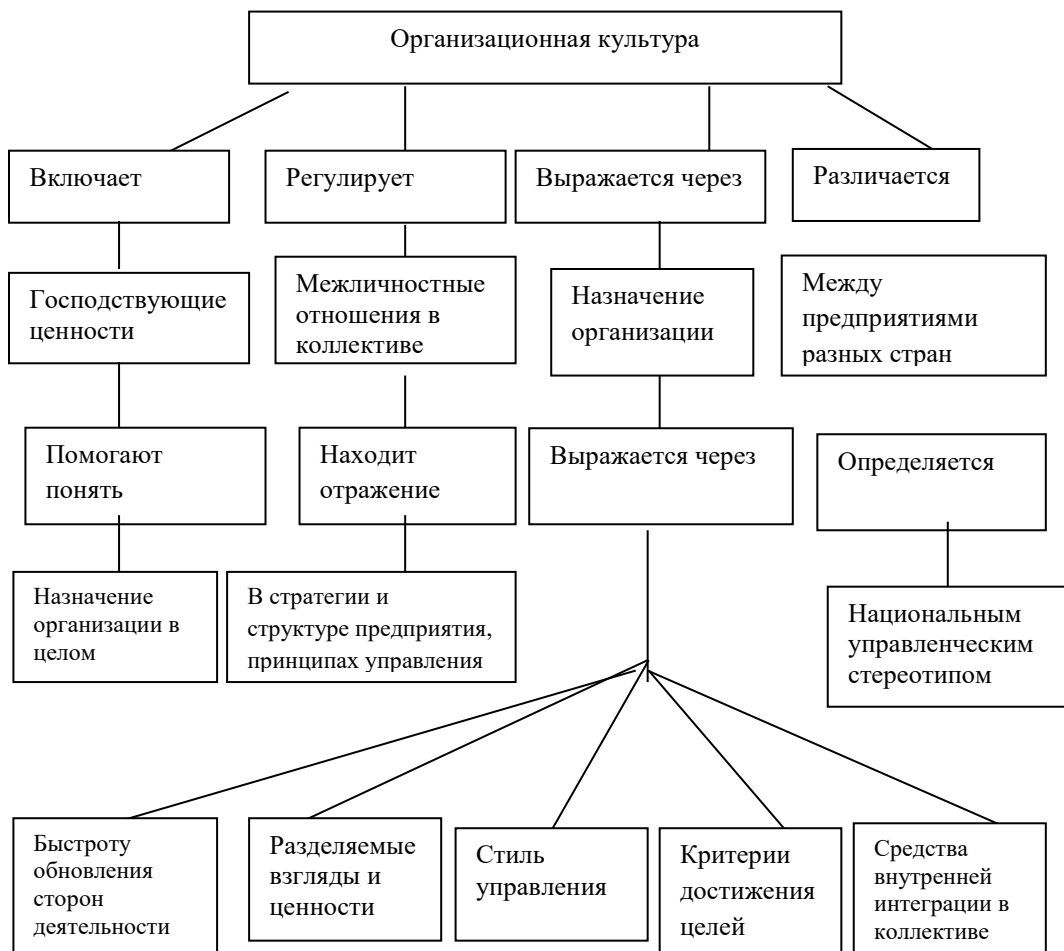 Организационная культура
Включает
Регулирует
Выражается через
Различается
Господствующие
ценности
Межличностные
отношения в
коллективе
Назначение
организации
Между
предприятиями
разных стран
Помогают
понять
Находит
отражение
Выражается через
Определяется
Назначение
организации в
целом
В стратегии и
структуре предприятия,
принципах управления
Национальным
управленческим
стереотипом
Быстроту
обновления
сторон
деятельности
Разделяемые
взгляды и
ценности
Стиль
управления
Критерии
достижения
целей
Средства
внутренней
интеграции в
коллективе